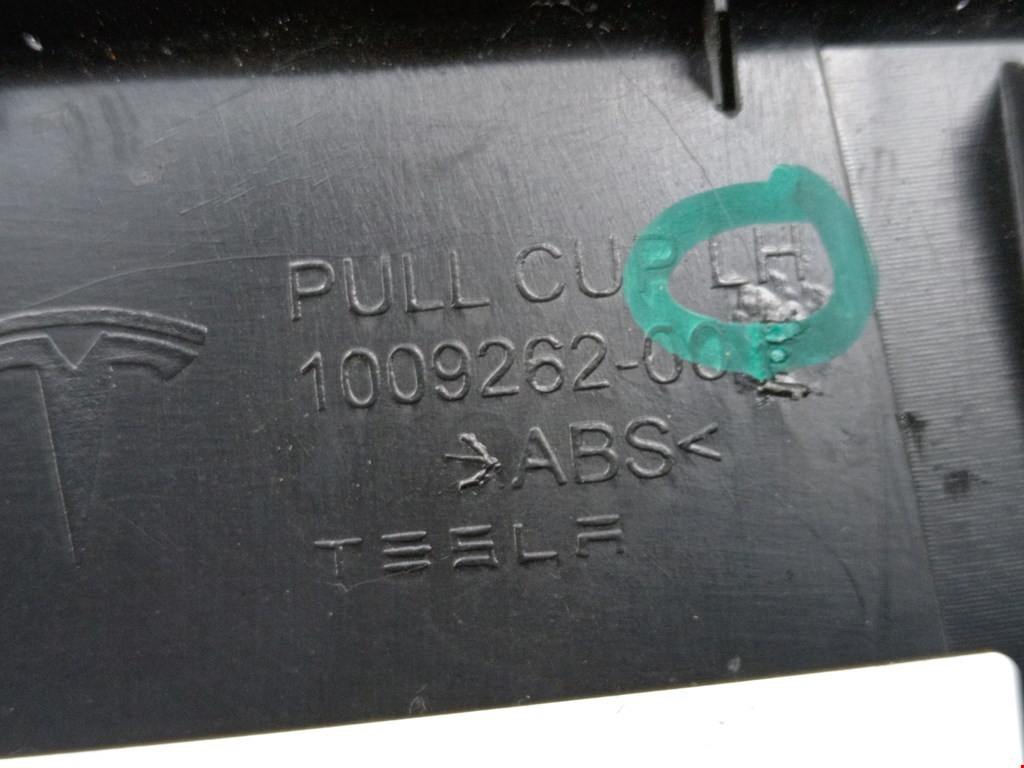 PULL CUP LH
1009262-00
>ABS<
TESLA